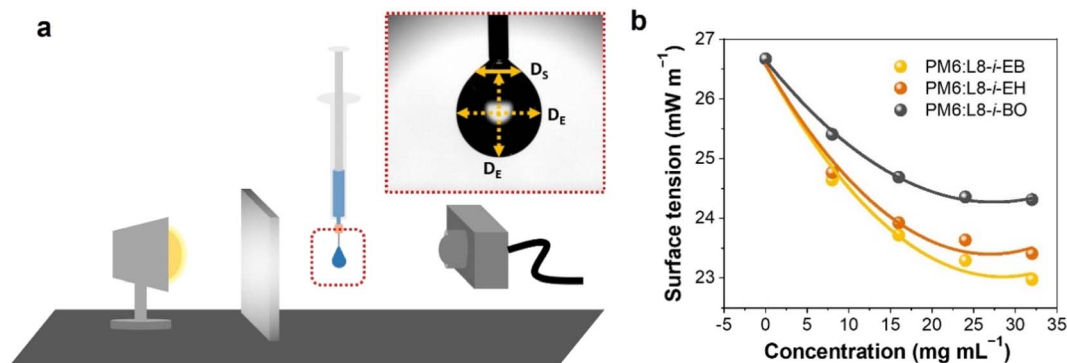 a
D_S
D_E
D_E
b
Surface tension (mW m⁻¹)
27
26
25
24
23
PM6:L8-i-EB
PM6:L8-i-EH
PM6:L8-i-BO
-5 0 5 10 15 20 25 30 35
Concentration (mg mL⁻¹)